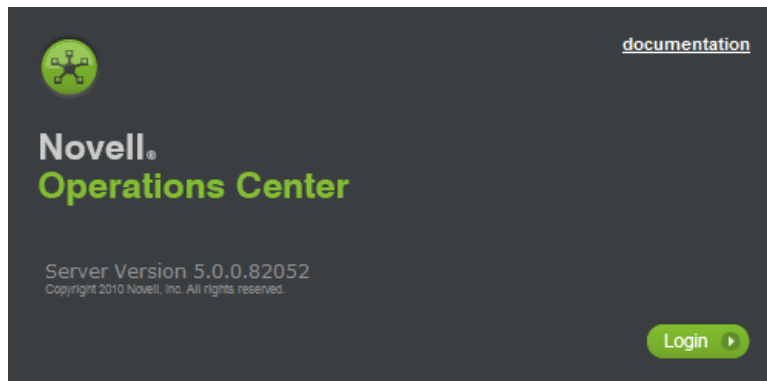 documentation
Novell®
Operations Center
Server Version 5.0.0.82052
Copyright 2010 Novell, Inc. All rights reserved.
Login